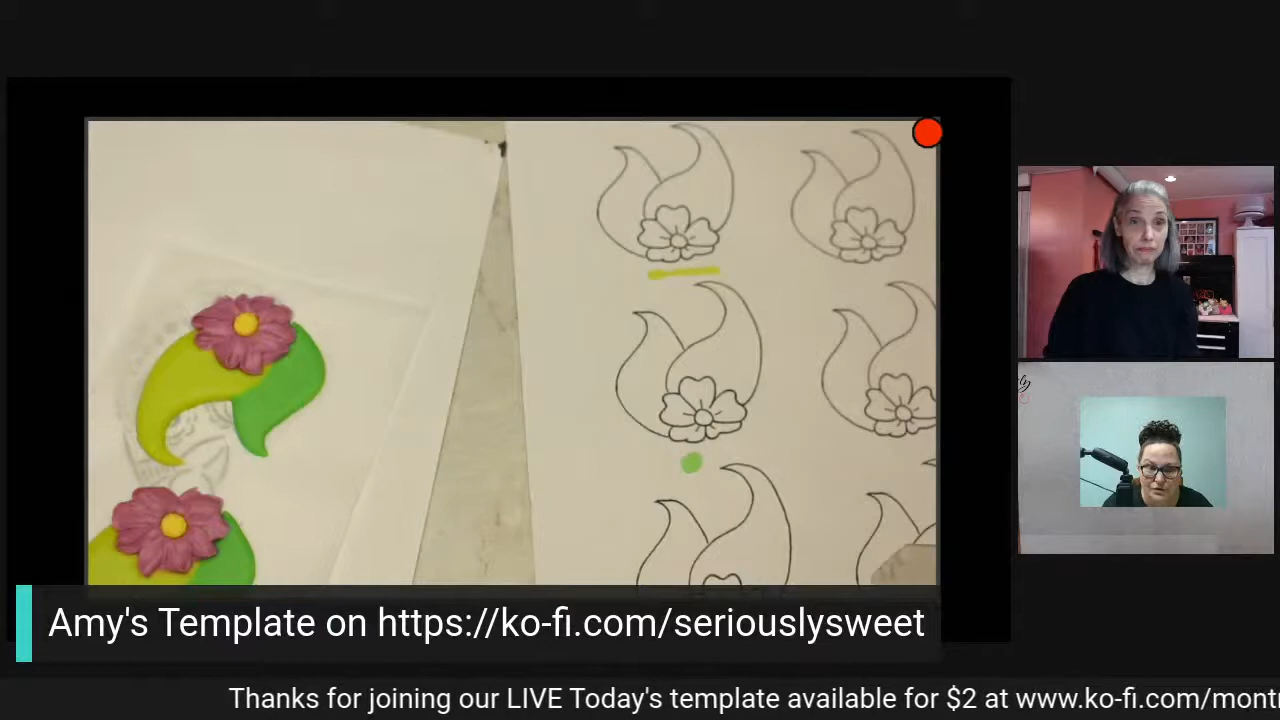 Amy's Template on https://ko-fi.com/seriouslysweet
Thanks for joining our LIVE Today's template available for $2 at www.ko-fi.com/mont